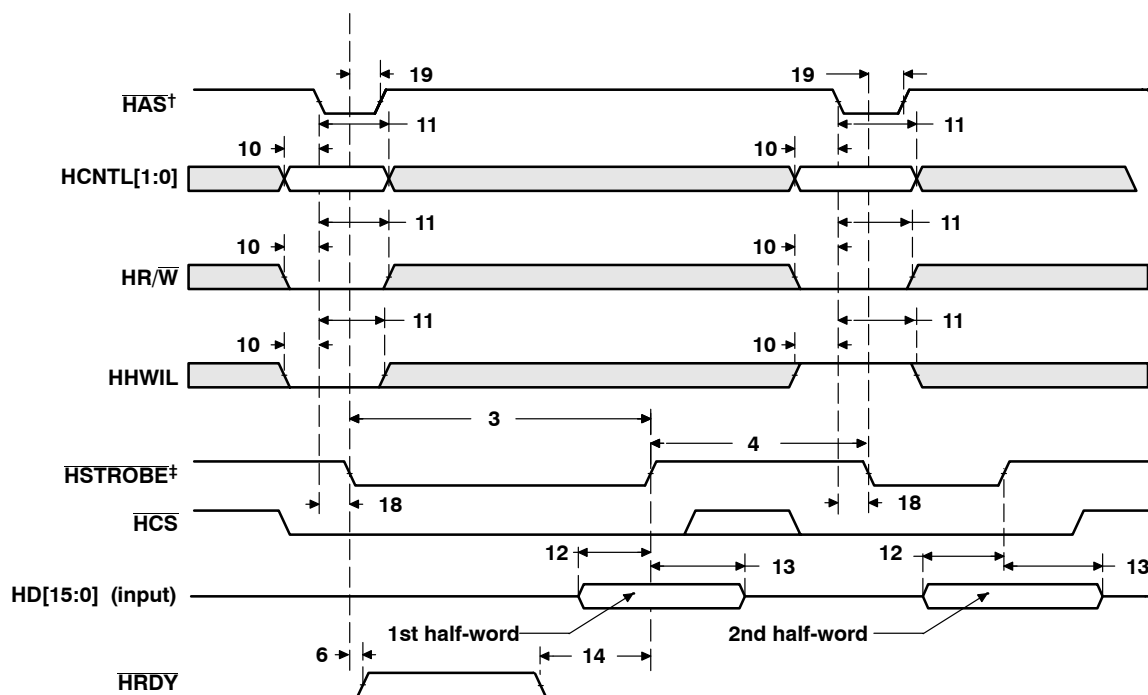 19 19
HAS†
11 11
10 10
HCNTL[1:0]
11 11
10 10
HR/W
11 11
10 10
HHWIL
3
4
HSTROBE‡
18 18
HCS
12 12
13 13
HD[15:0] (input)
1st half-word 2nd half-word
6 14
HRDY